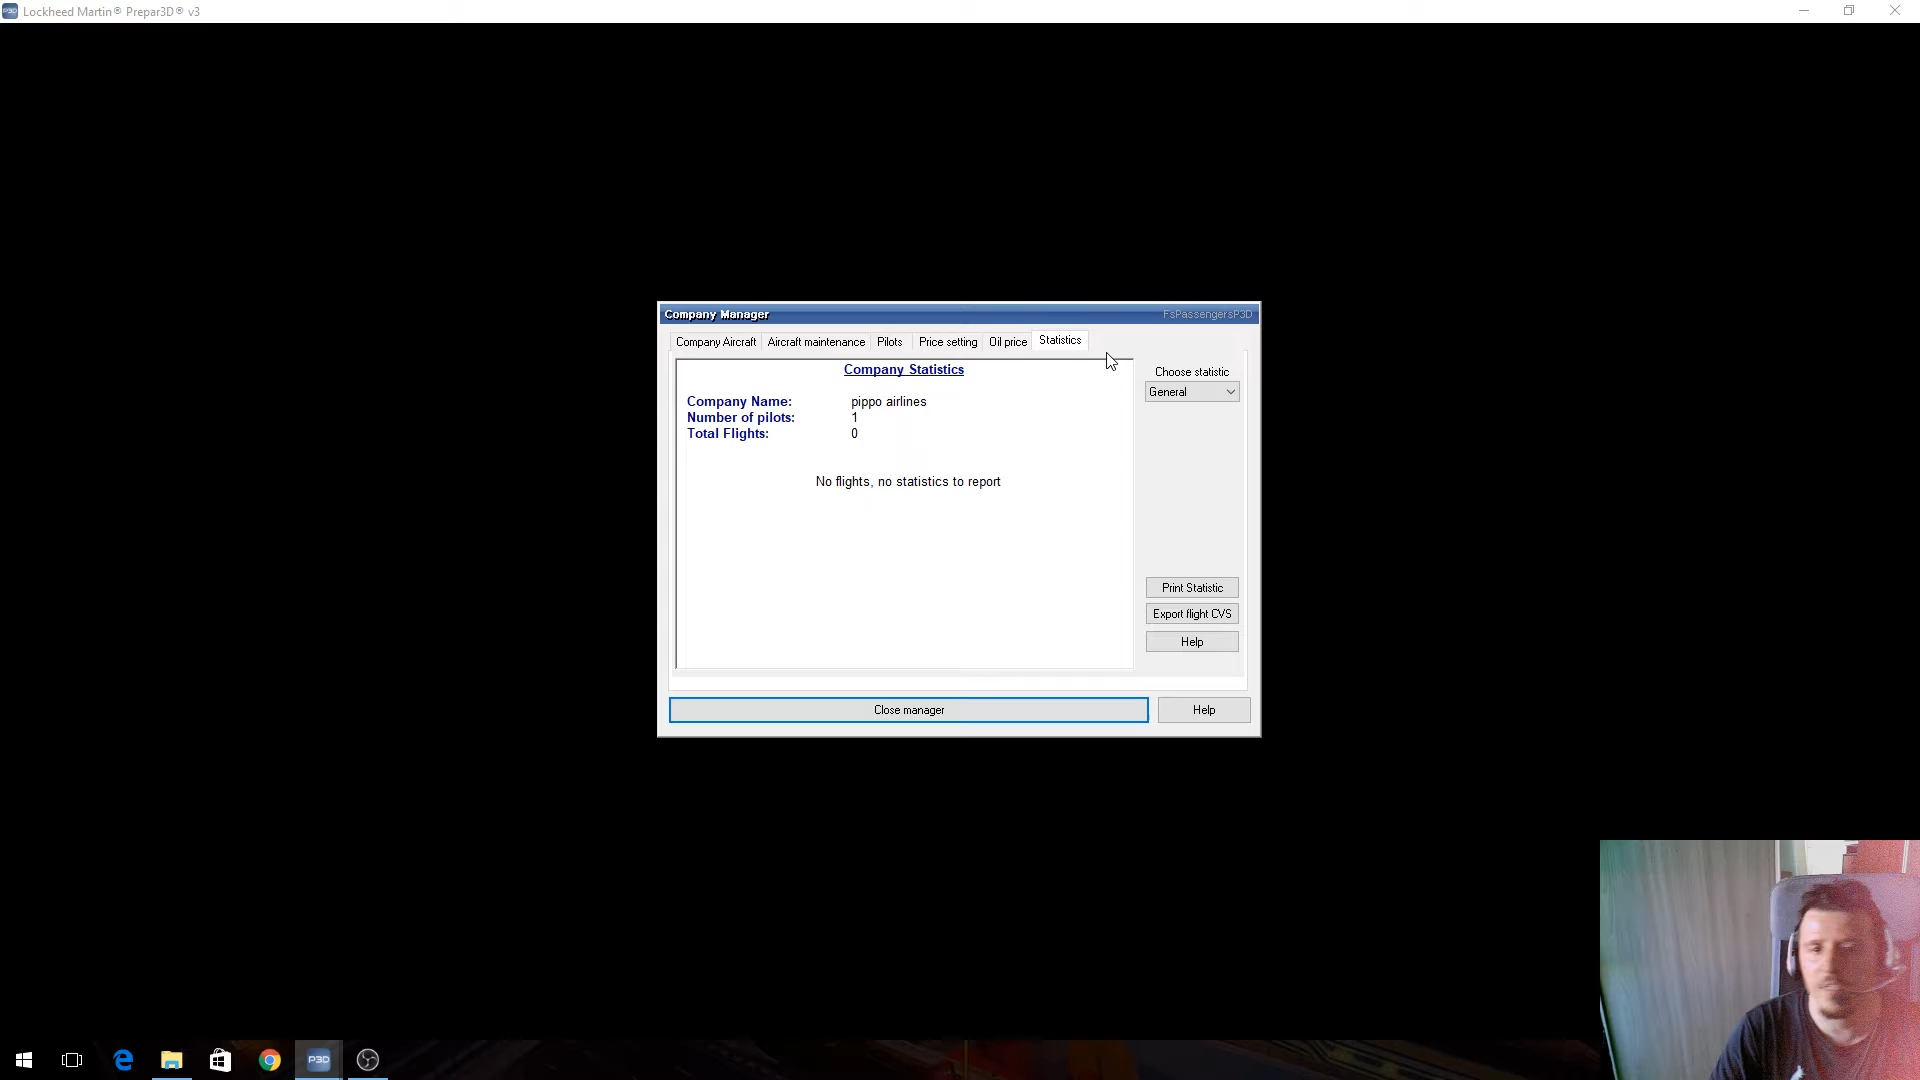 Lockheed Martin® Prepar3D® v3
Company Manager
FsPassengersP3D
Company Aircraft
Aircraft maintenance
Pilots
Price setting
Oil price
Statistics
Company Statistics
Company Name: pippo airlines
Number of pilots: 1
Total Flights: 0
No flights, no statistics to report
Choose statistic
General
Print Statistic
Export flight CVS
Help
Close manager
Help
P3D